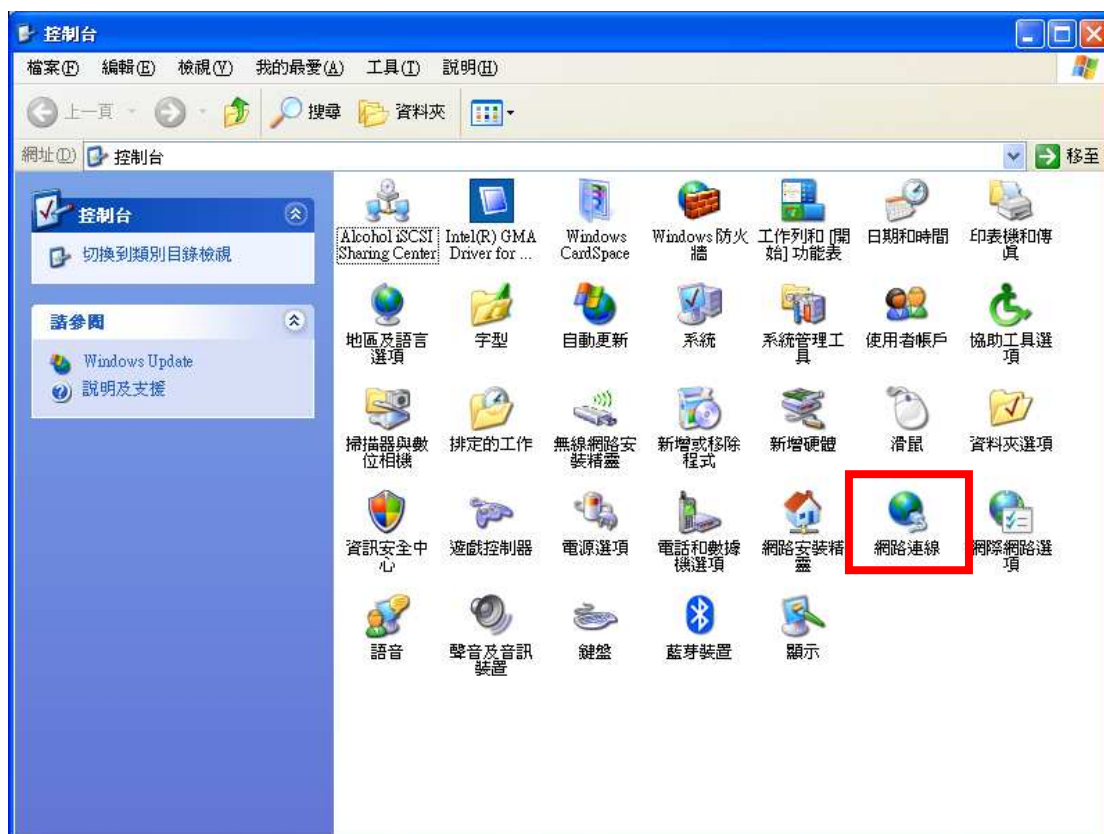 控制台
檔案(F) 編輯(E) 檢視(V) 我的最愛(A) 工具(T) 說明(H)
上一頁 搜尋 資料夾
網址(D) 控制台 移至
控制台
切換到類別目錄檢視
請參閱
Windows Update
說明及支援
Alcohol iSCSI
Sharing Center
Intel(R) GMA
Driver for ...
Windows
CardSpace
Windows 防火
牆
工作列和 [開
始] 功能表
日期和時間
印表機和傳
真
地區及語言
選項
字型
自動更新
系統
系統管理工
具
使用者帳戶
協助工具選
項
掃描器與數
位相機
排定的工作
無線網路安
裝精靈
新增或移除
程式
新增硬體
滑鼠
資料夾選項
資訊安全中
心
遊戲控制器
電源選項
電話和數據
機選項
網路安裝精
靈
網路連線
網際網路選
項
語音
聲音及音訊
裝置
鍵盤
藍芽裝置
顯示